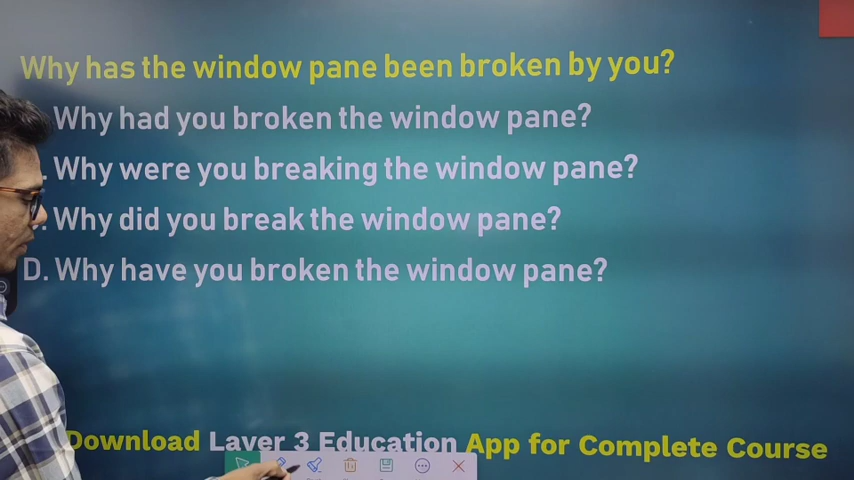 Why has the window pane been broken by you?
. Why had you broken the window pane?
. Why were you breaking the window pane?
. Why did you break the window pane?
D. Why have you broken the window pane?
Download Layer 3 Education App for Complete Course